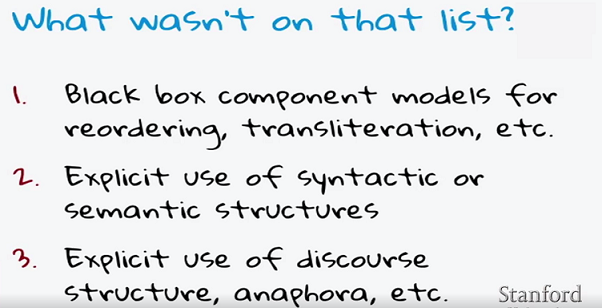 What wasn't on that list?
1. Black box component models for
reordering, transliteration, etc.
2. Explicit use of syntactic or
semantic structures
3. Explicit use of discourse
structure, anaphora, etc.
Stanford